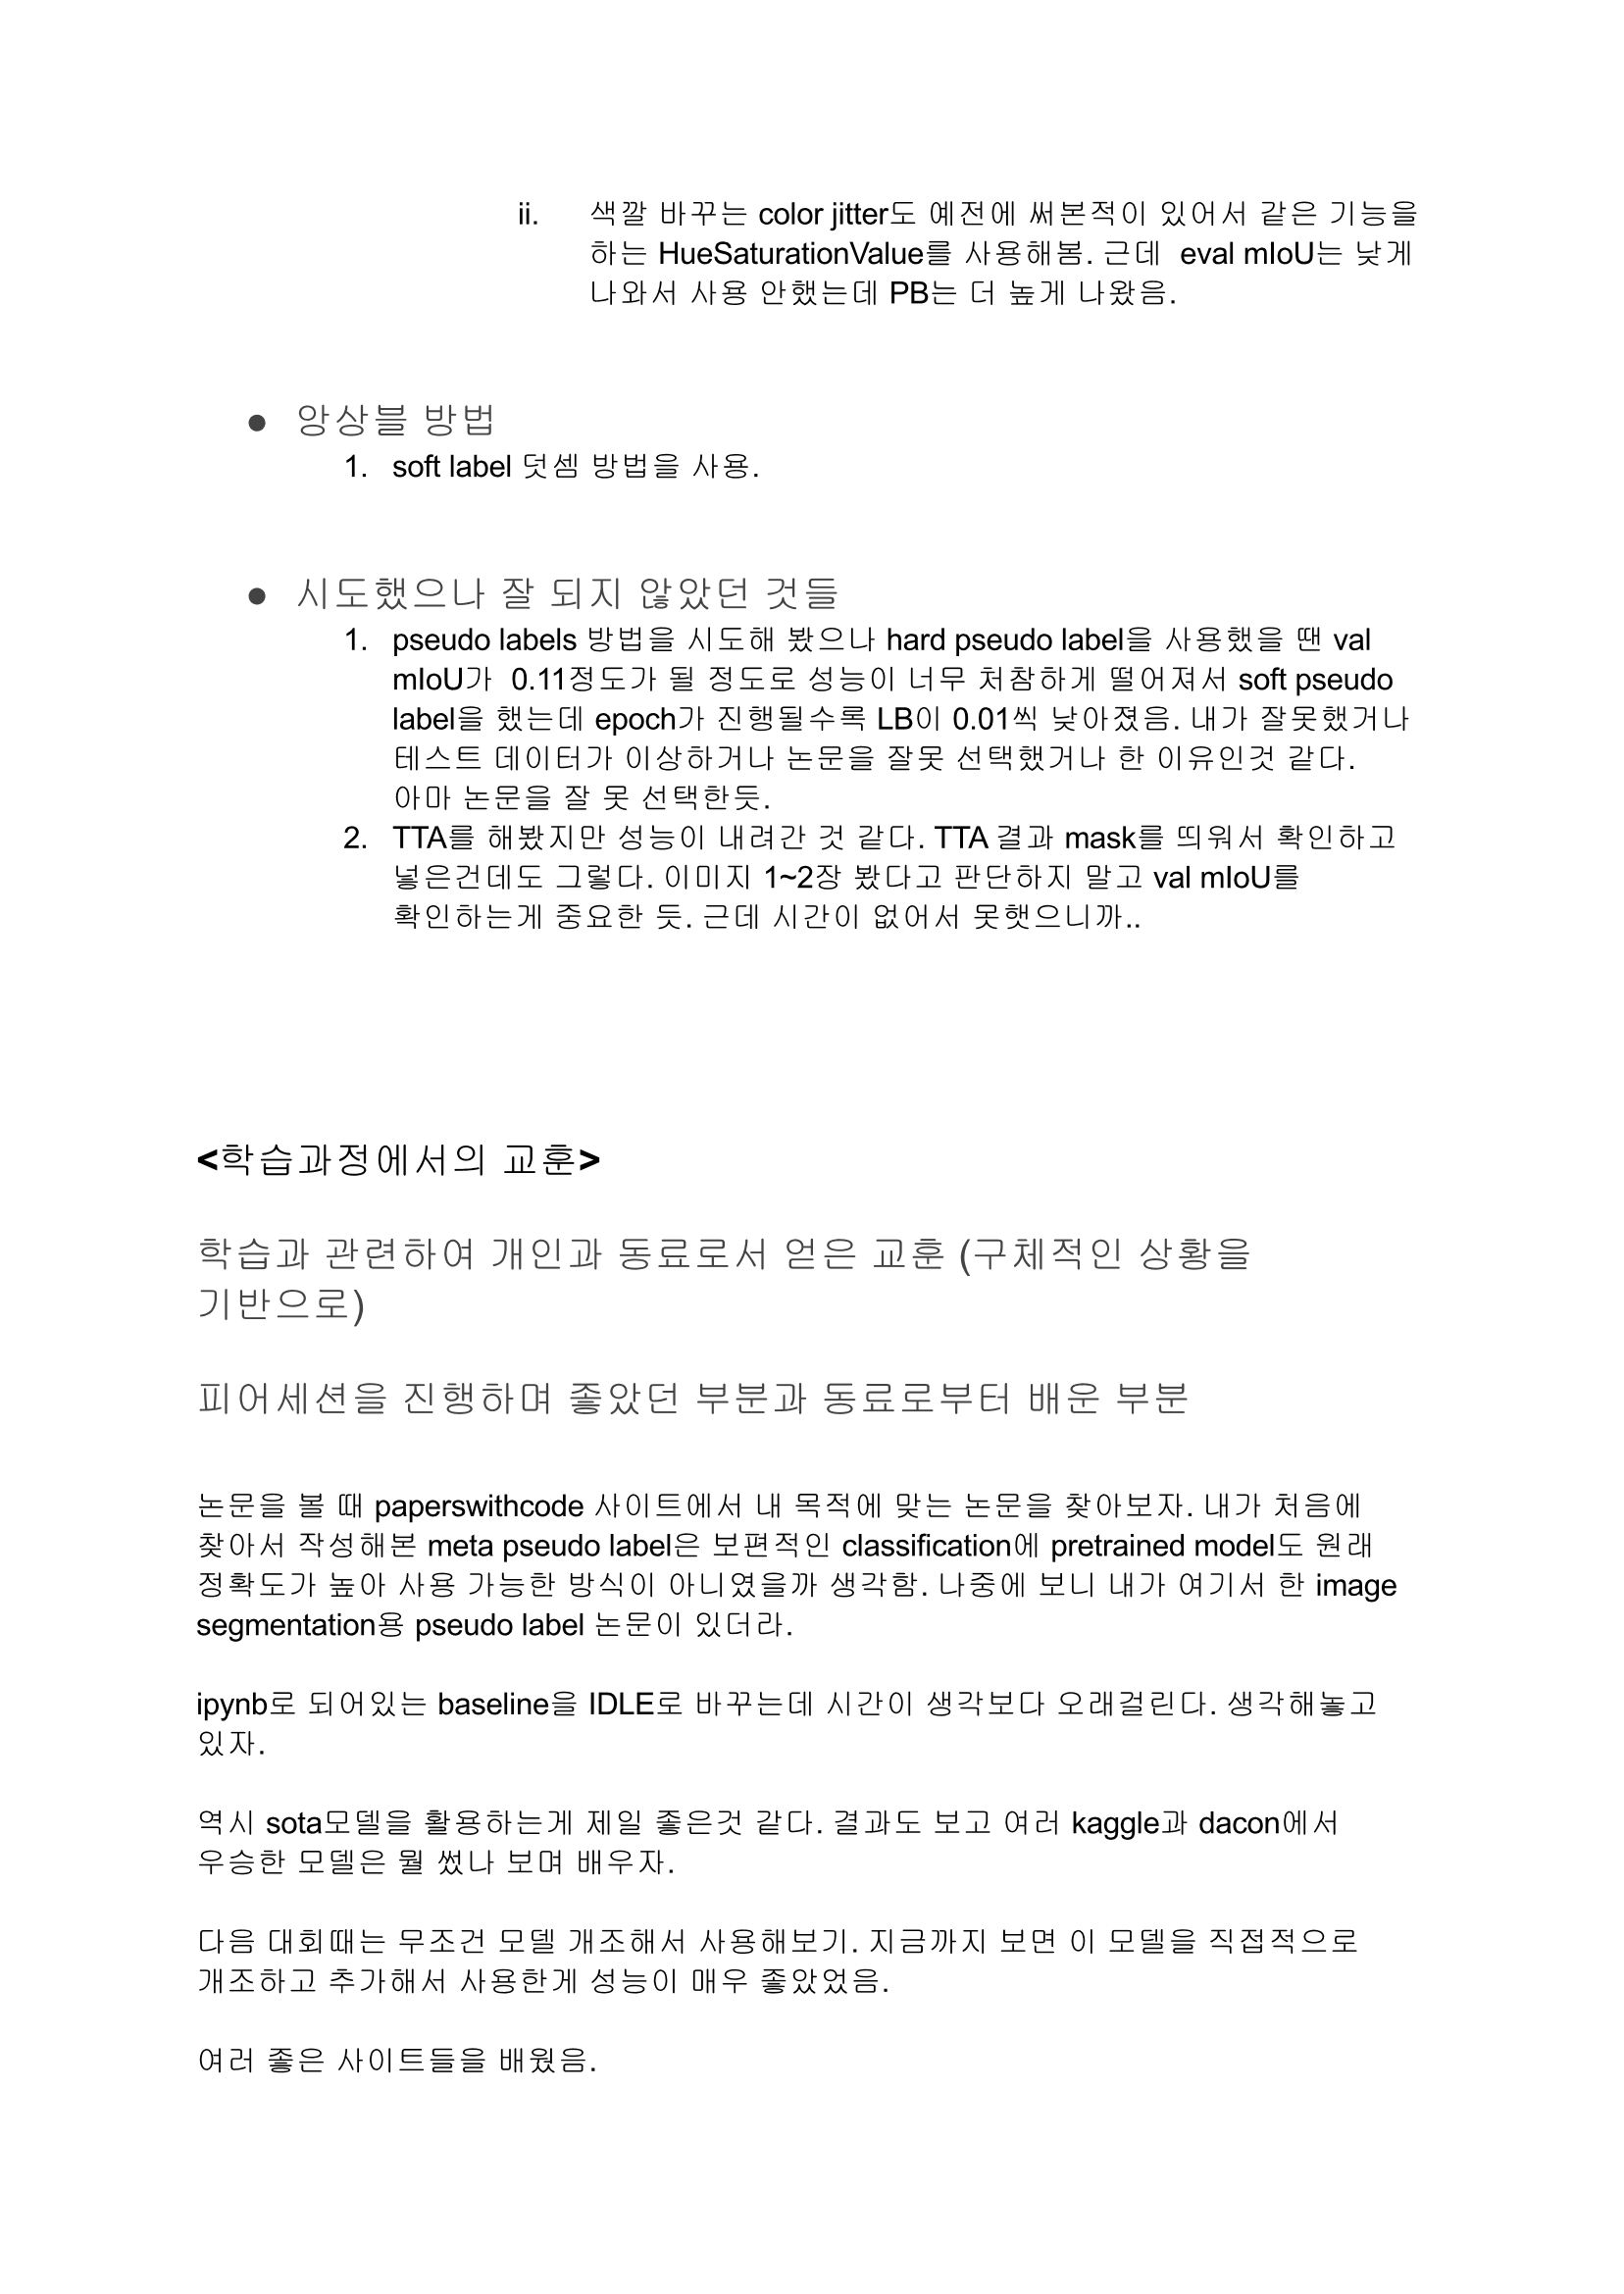 ii. 색깔 바꾸는 color jitter도 예전에 써본적이 있어서 같은 기능을
하는 HueSaturationValue를 사용해봄. 근데  eval mIoU는 낮게
나와서 사용 안했는데 PB는 더 높게 나왔음.
● 앙상블 방법
1. soft label 덧셈 방법을 사용.
● 시도했으나 잘 되지 않았던 것들
1. pseudo labels 방법을 시도해 봤으나 hard pseudo label을 사용했을 땐 val
mIoU가  0.11정도가 될 정도로 성능이 너무 처참하게 떨어져서 soft pseudo
label을 했는데 epoch가 진행될수록 LB이 0.01씩 낮아졌음. 내가 잘못했거나
테스트 데이터가 이상하거나 논문을 잘못 선택했거나 한 이유인것 같다.
아마 논문을 잘 못 선택한듯.
2. TTA를 해봤지만 성능이 내려간 것 같다. TTA 결과 mask를 띄워서 확인하고
넣은건데도 그렇다. 이미지 1~2장 봤다고 판단하지 말고 val mIoU를
확인하는게 중요한 듯. 근데 시간이 없어서 못햇으니까..
<학습과정에서의 교훈>
학습과 관련하여 개인과 동료로서 얻은 교훈 (구체적인 상황을
기반으로)
피어세션을 진행하며 좋았던 부분과 동료로부터 배운 부분
논문을 볼 때 paperswithcode 사이트에서 내 목적에 맞는 논문을 찾아보자. 내가 처음에
찾아서 작성해본 meta pseudo label은 보편적인 classification에 pretrained model도 원래
정확도가 높아 사용 가능한 방식이 아니였을까 생각함. 나중에 보니 내가 여기서 한 image
segmentation용 pseudo label 논문이 있더라.
ipynb로 되어있는 baseline을 IDLE로 바꾸는데 시간이 생각보다 오래걸린다. 생각해놓고
있자.
역시 sota모델을 활용하는게 제일 좋은것 같다. 결과도 보고 여러 kaggle과 dacon에서
우승한 모델은 뭘 썼나 보며 배우자.
다음 대회때는 무조건 모델 개조해서 사용해보기. 지금까지 보면 이 모델을 직접적으로
개조하고 추가해서 사용한게 성능이 매우 좋았었음.
여러 좋은 사이트들을 배웠음.